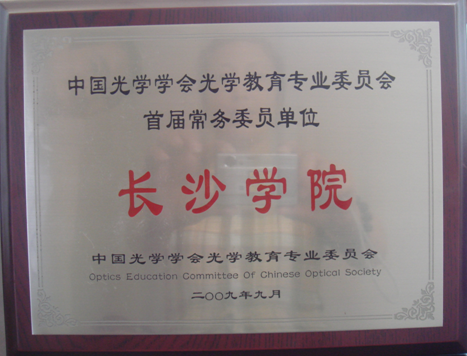 中国光学学会光学教育专业委员会
首届常务委员单位
长沙学院
中国光学学会光学教育专业委员会
Optics Education Committee Of Chinese Optical Society
二〇〇九年九月